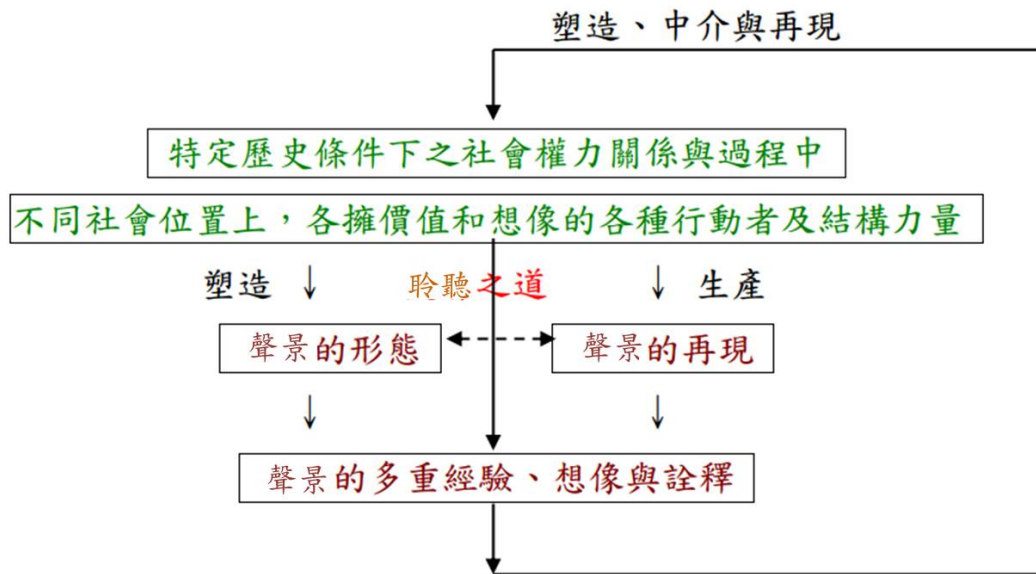 塑造、中介與再現
特定歷史條件下之社會權力關係與過程中
不同社會位置上，各擁價值和想像的各種行動者及結構力量
塑造 ↓ 聆聽之道 ↓ 生產
聲景的形態 聲景的再現
↓ ↓
聲景的多重經驗、想像與詮釋